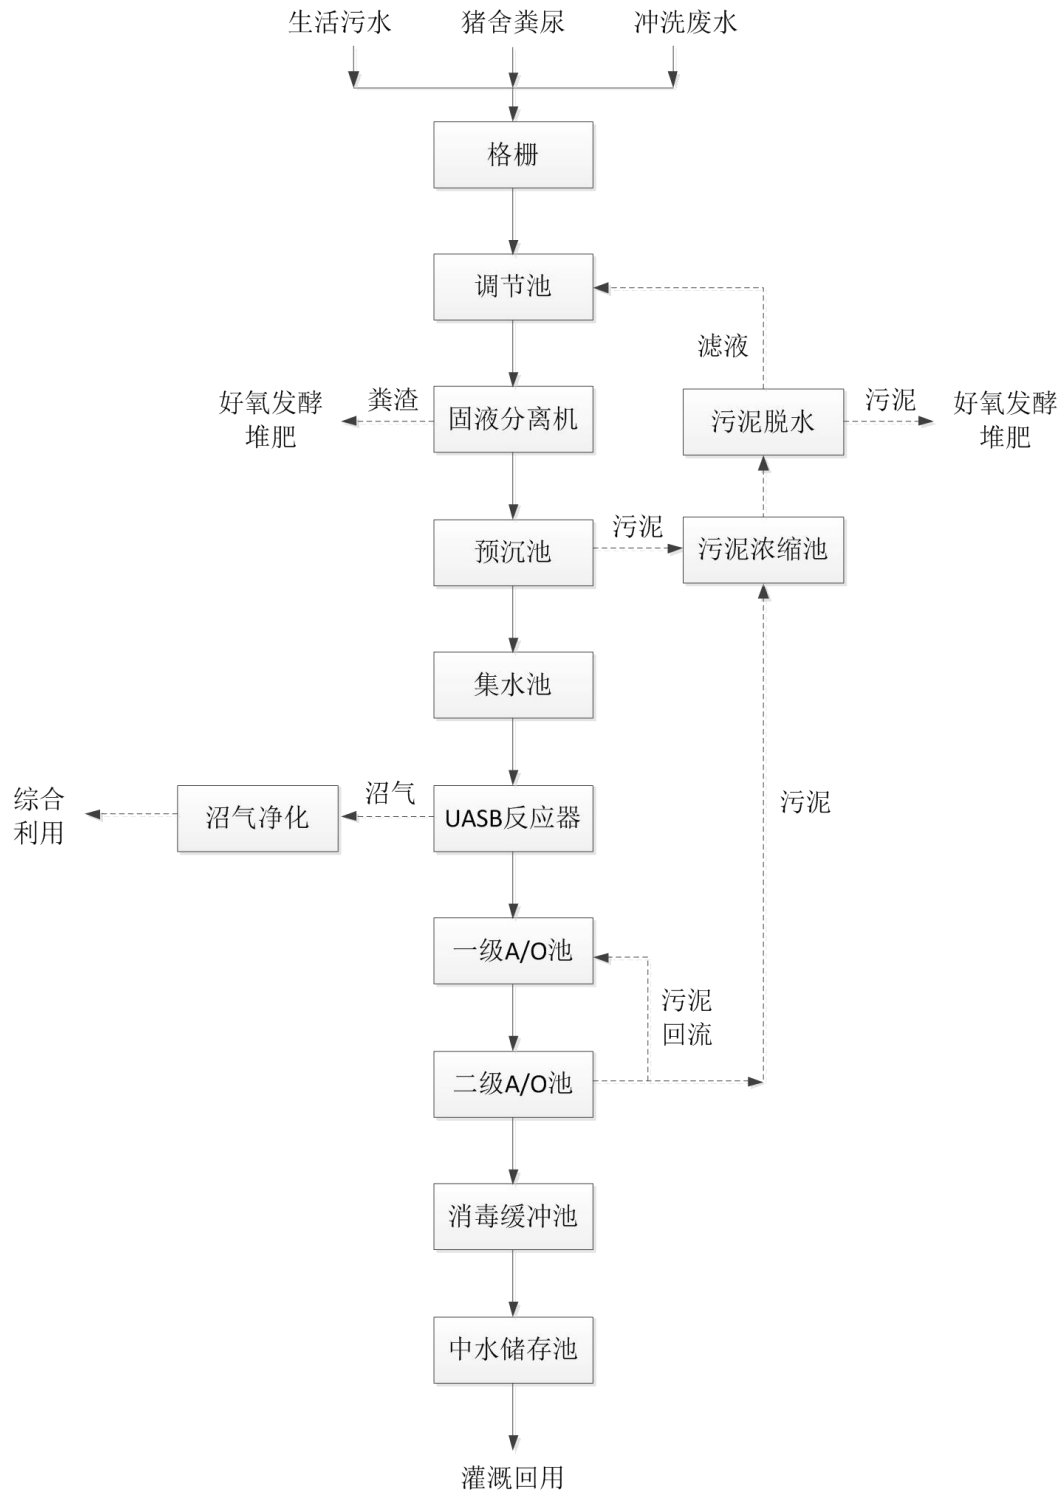 生活污水
猪舍粪尿
冲洗废水
格栅
调节池
滤液
好氧发酵
堆肥
粪渣
固液分离机
污泥脱水
污泥
好氧发酵
堆肥
预沉池
污泥
污泥浓缩池
集水池
综合
利用
沼气净化
沼气
UASB反应器
污泥
一级A/O池
污泥
回流
二级A/O池
消毒缓冲池
中水储存池
灌溉回用